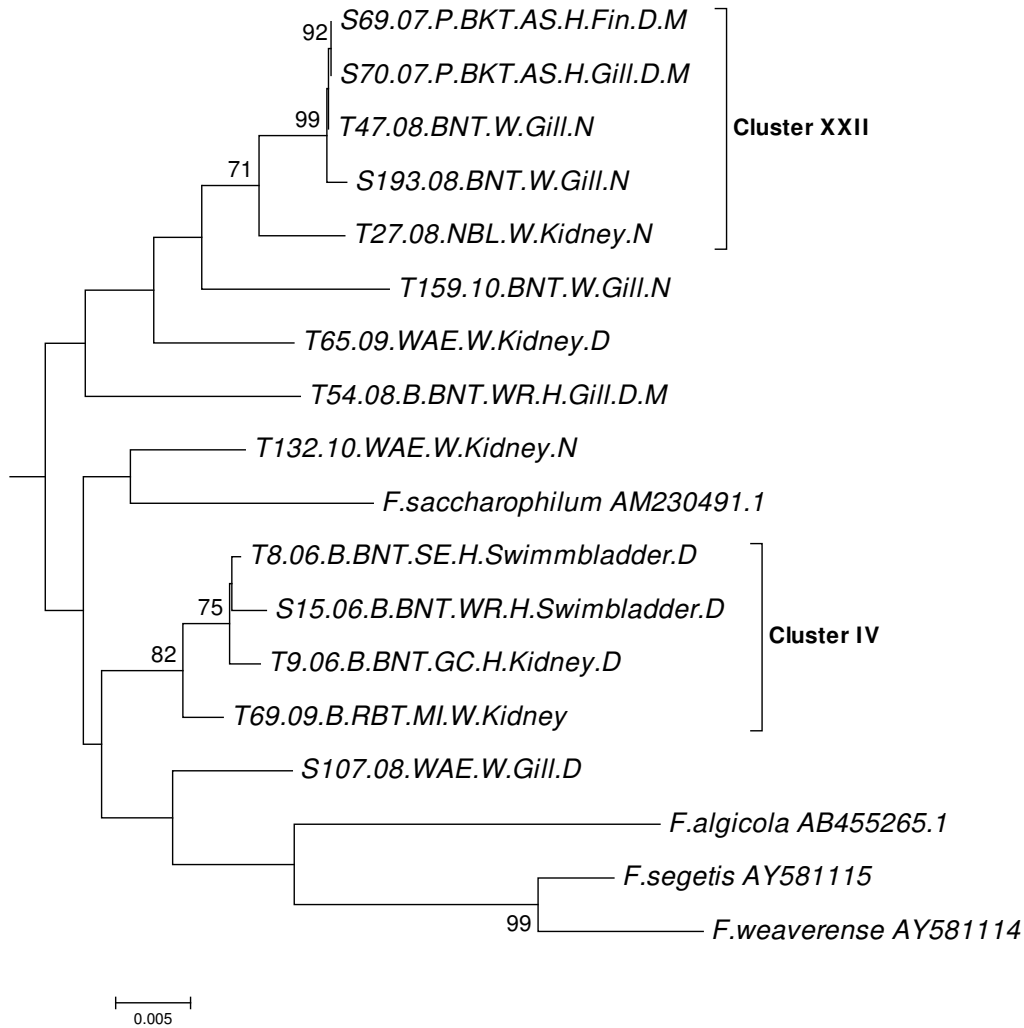 S69.07.P.BKT.AS.H.Fin.D.M
92
S70.07.P.BKT.AS.H.Gill.D.M
99
T47.08.BNT.W.Gill.N
Cluster XXII
71
S193.08.BNT.W.Gill.N
T27.08.NBL.W.Kidney.N
T159.10.BNT.W.Gill.N
T65.09.WAE.W.Kidney.D
T54.08.B.BNT.WR.H.Gill.D.M
T132.10.WAE.W.Kidney.N
F.saccharophilum AM230491.1
T8.06.B.BNT.SE.H.Swimmbladder.D
75
S15.06.B.BNT.WR.H.Swimbladder.D
Cluster IV
82
T9.06.B.BNT.GC.H.Kidney.D
T69.09.B.RBT.MI.W.Kidney
S107.08.WAE.W.Gill.D
F.algicola AB455265.1
F.segetis AY581115
99
F.weaverense AY581114
0.005